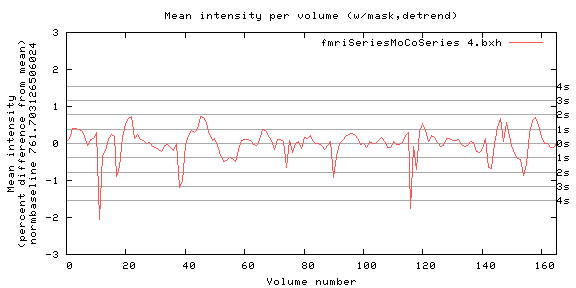 Mean intensity per volume (w/mask,detrend)
fmriSeriesMoCoSeries 4.bxh
Mean intensity
(percent difference from mean)
normbaseline 761.703126506024
3
2
1
0
-1
-2
-3
4s
3s
2s
1s
0s
1s
2s
3s
4s
0 20 40 60 80 100 120 140 160
Volume number